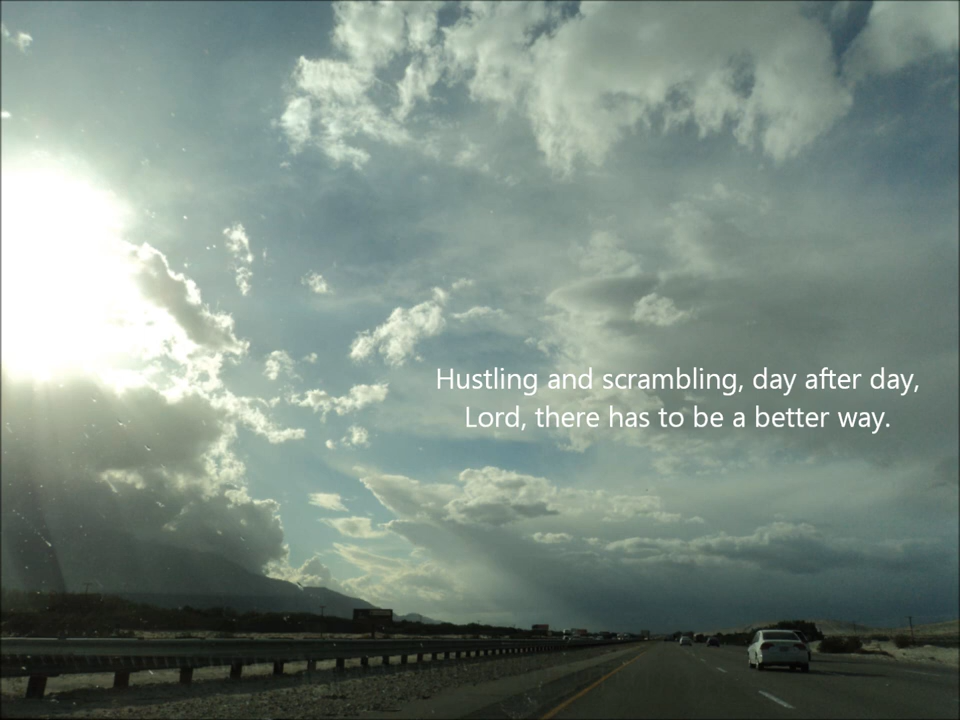 Hustling and scrambling, day after day,
Lord, there has to be a better way.